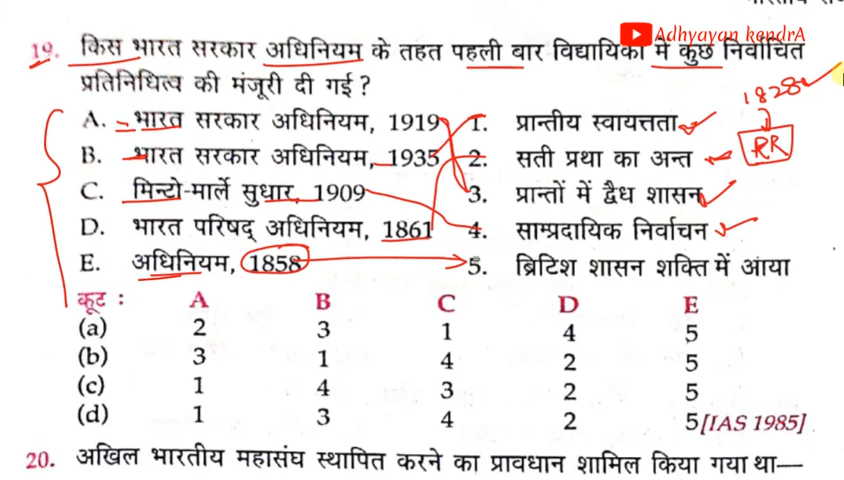 भारतीय
Adhyayan kendrA
19. किस भारत सरकार अधिनियम के तहत पहली बार विधायिका में कुछ निर्वाचित
प्रतिनिधित्व की मंजूरी दी गई ?
A. भारत सरकार अधिनियम, 1919 1. प्रान्तीय स्वायत्तता
1828
B. भारत सरकार अधिनियम, 1935 2. सती प्रथा का अन्त RR
C. मिन्टो-मार्ले सुधार, 1909 3. प्रान्तों में द्वैध शासन
D. भारत परिषद् अधिनियम, 1861 4. साम्प्रदायिक निर्वाचन
E. अधिनियम, 1858 5. ब्रिटिश शासन शक्ति में आया
कूट : A B C D E
(a) 2 3 1 4 5
(b) 3 1 4 2 5
(c) 1 4 3 2 5
(d) 1 3 4 2 5 [IAS 1985]
20. अखिल भारतीय महासंघ स्थापित करने का प्रावधान शामिल किया गया था—